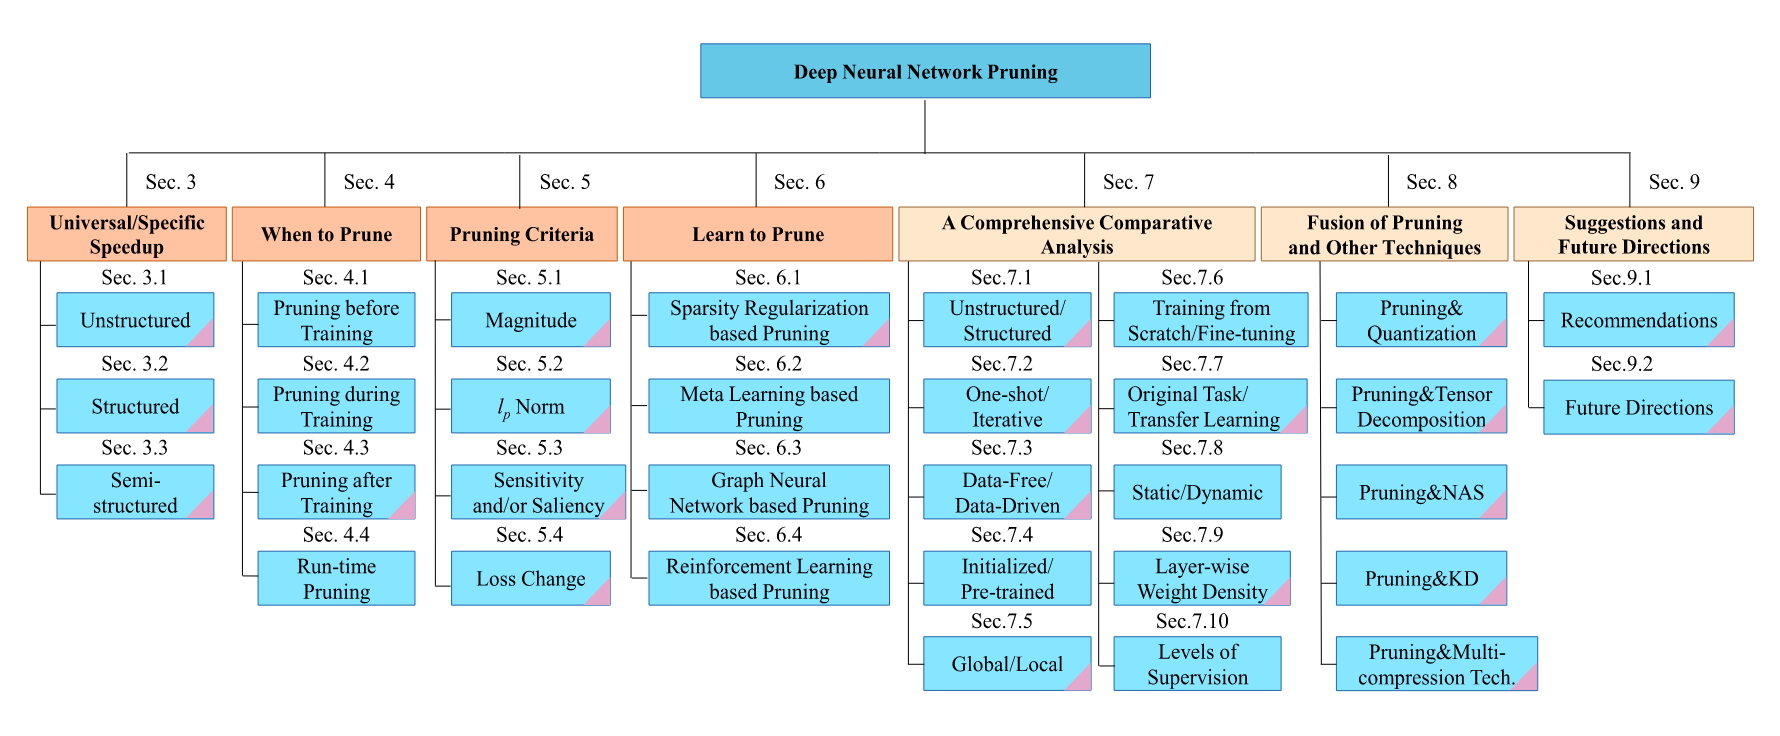 Deep Neural Network Pruning
Sec. 3
Universal/Specific
Speedup
Sec. 3.1
Unstructured
Sec. 3.2
Structured
Sec. 3.3
Semi-
structured
Sec. 4
When to Prune
Sec. 4.1
Pruning before
Training
Sec. 4.2
Pruning during
Training
Sec. 4.3
Pruning after
Training
Sec. 4.4
Run-time
Pruning
Sec. 5
Pruning Criteria
Sec. 5.1
Magnitude
Sec. 5.2
lp Norm
Sec. 5.3
Sensitivity
and/or Saliency
Sec. 5.4
Loss Change
Sec. 6
Learn to Prune
Sec. 6.1
Sparsity Regularization
based Pruning
Sec. 6.2
Meta Learning based
Pruning
Sec. 6.3
Graph Neural
Network based Pruning
Sec. 6.4
Reinforcement Learning
based Pruning
Sec. 7
A Comprehensive Comparative
Analysis
Sec.7.1
Unstructured/
Structured
Sec.7.2
One-shot/
Iterative
Sec.7.3
Data-Free/
Data-Driven
Sec.7.4
Initialized/
Pre-trained
Sec.7.5
Global/Local
Sec.7.6
Training from
Scratch/Fine-tuning
Sec.7.7
Original Task/
Transfer Learning
Sec.7.8
Static/Dynamic
Sec.7.9
Layer-wise
Weight Density
Sec.7.10
Levels of
Supervision
Sec. 8
Fusion of Pruning
and Other Techniques
Pruning&
Quantization
Pruning&Tensor
Decomposition
Pruning&NAS
Pruning&KD
Pruning&Multi-
compression Tech.
Sec. 9
Suggestions and
Future Directions
Sec.9.1
Recommendations
Sec.9.2
Future Directions